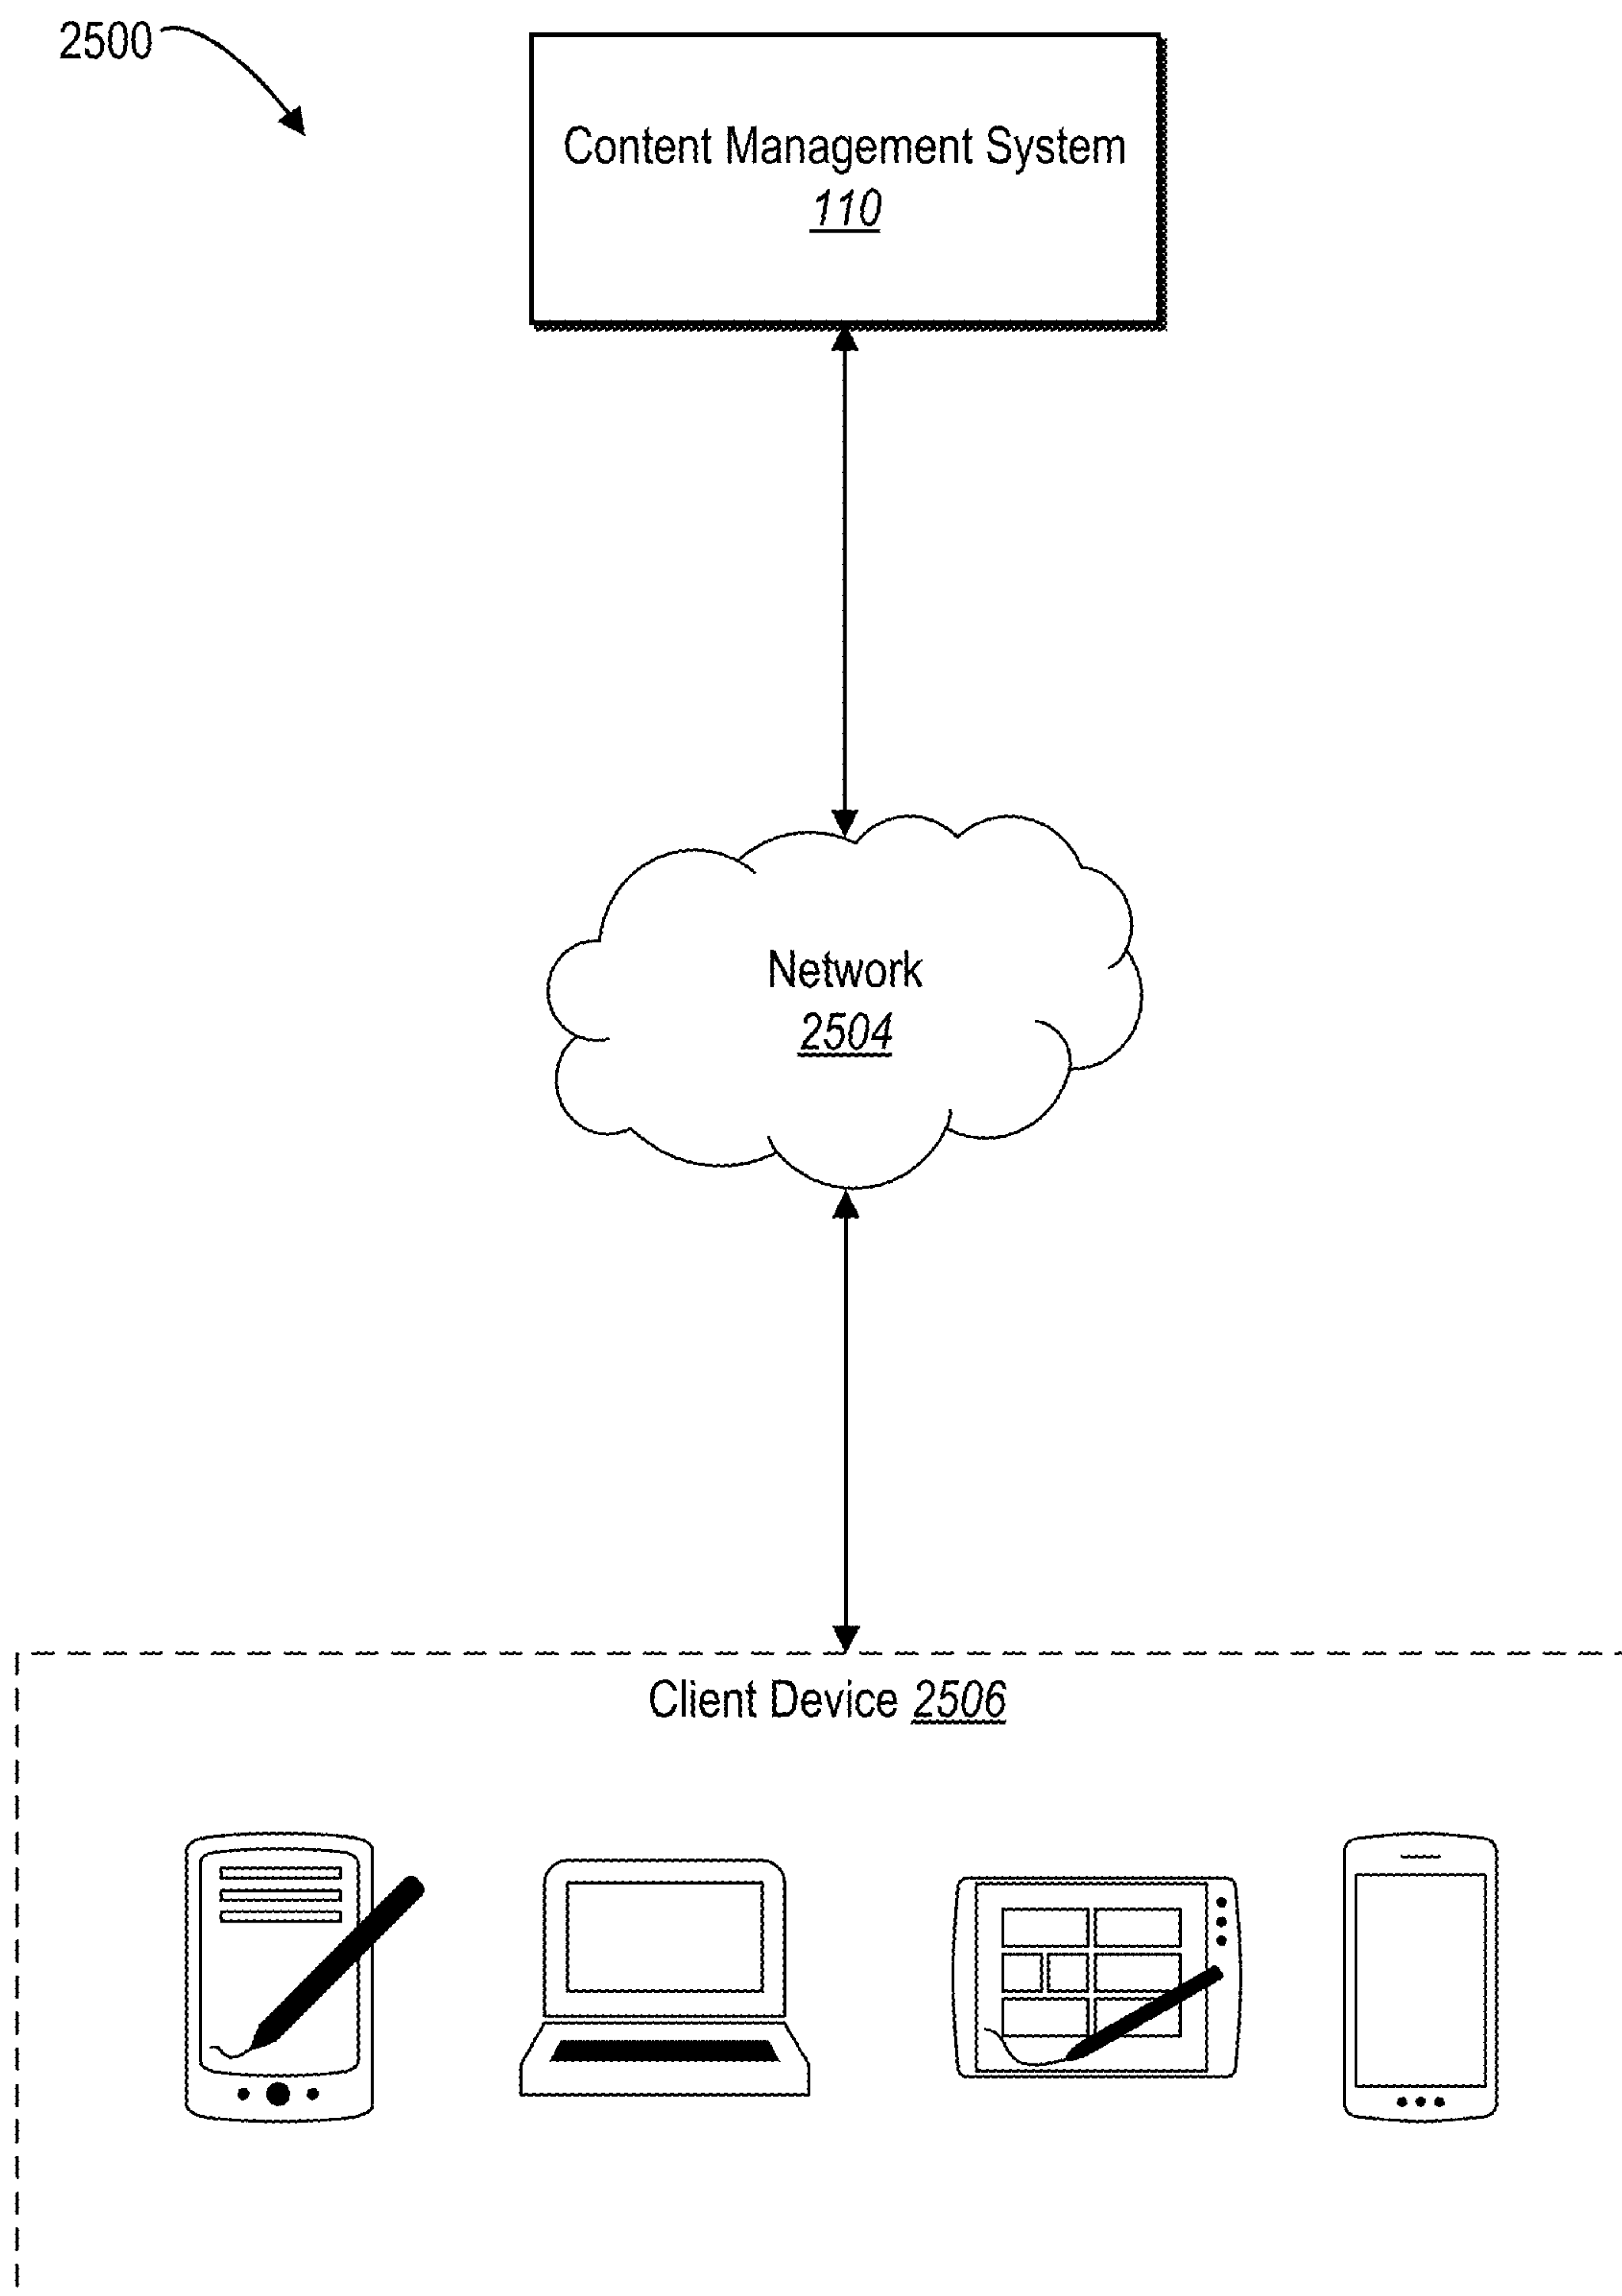 2500
Content Management System
110
Network
2504
Client Device 2506